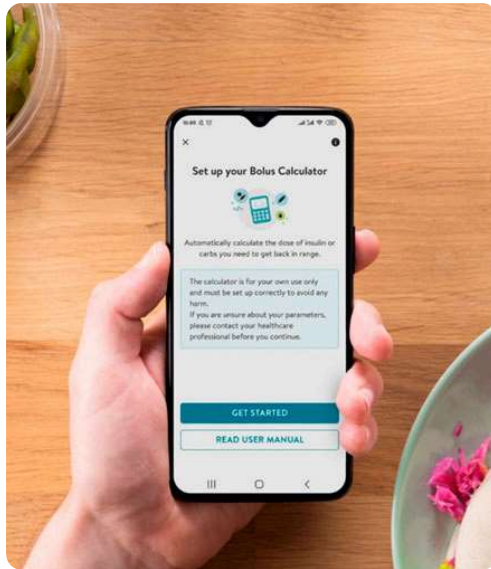 Set up your Bolus Calculator
Automatically calculate the dose of insulin or
carbs you need to get back in range.
The calculator is for your own use only
and must be set up correctly to avoid any
harm.
If you are unsure about your parameters,
please contact your healthcare
professional before you continue.
GET STARTED
READ USER MANUAL